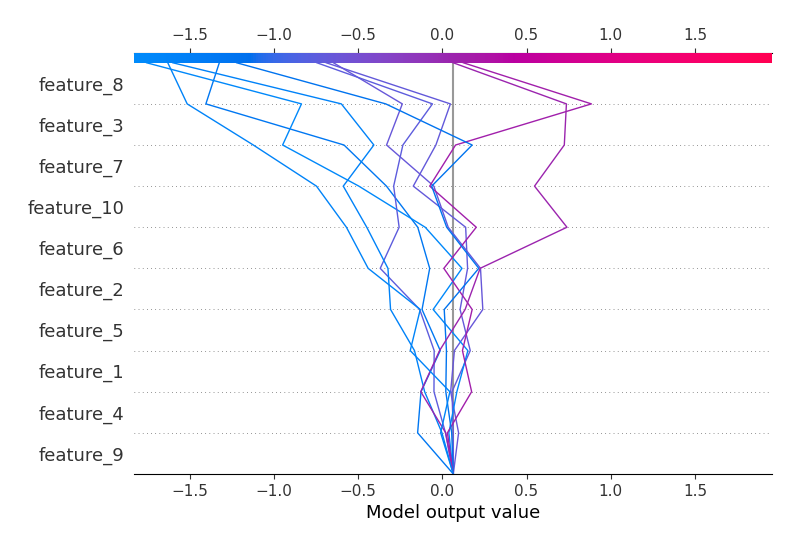 −1.5 −1.0 −0.5 0.0 0.5 1.0 1.5
feature_8
feature_3
feature_7
feature_10
feature_6
feature_2
feature_5
feature_1
feature_4
feature_9
−1.5 −1.0 −0.5 0.0 0.5 1.0 1.5
Model output value